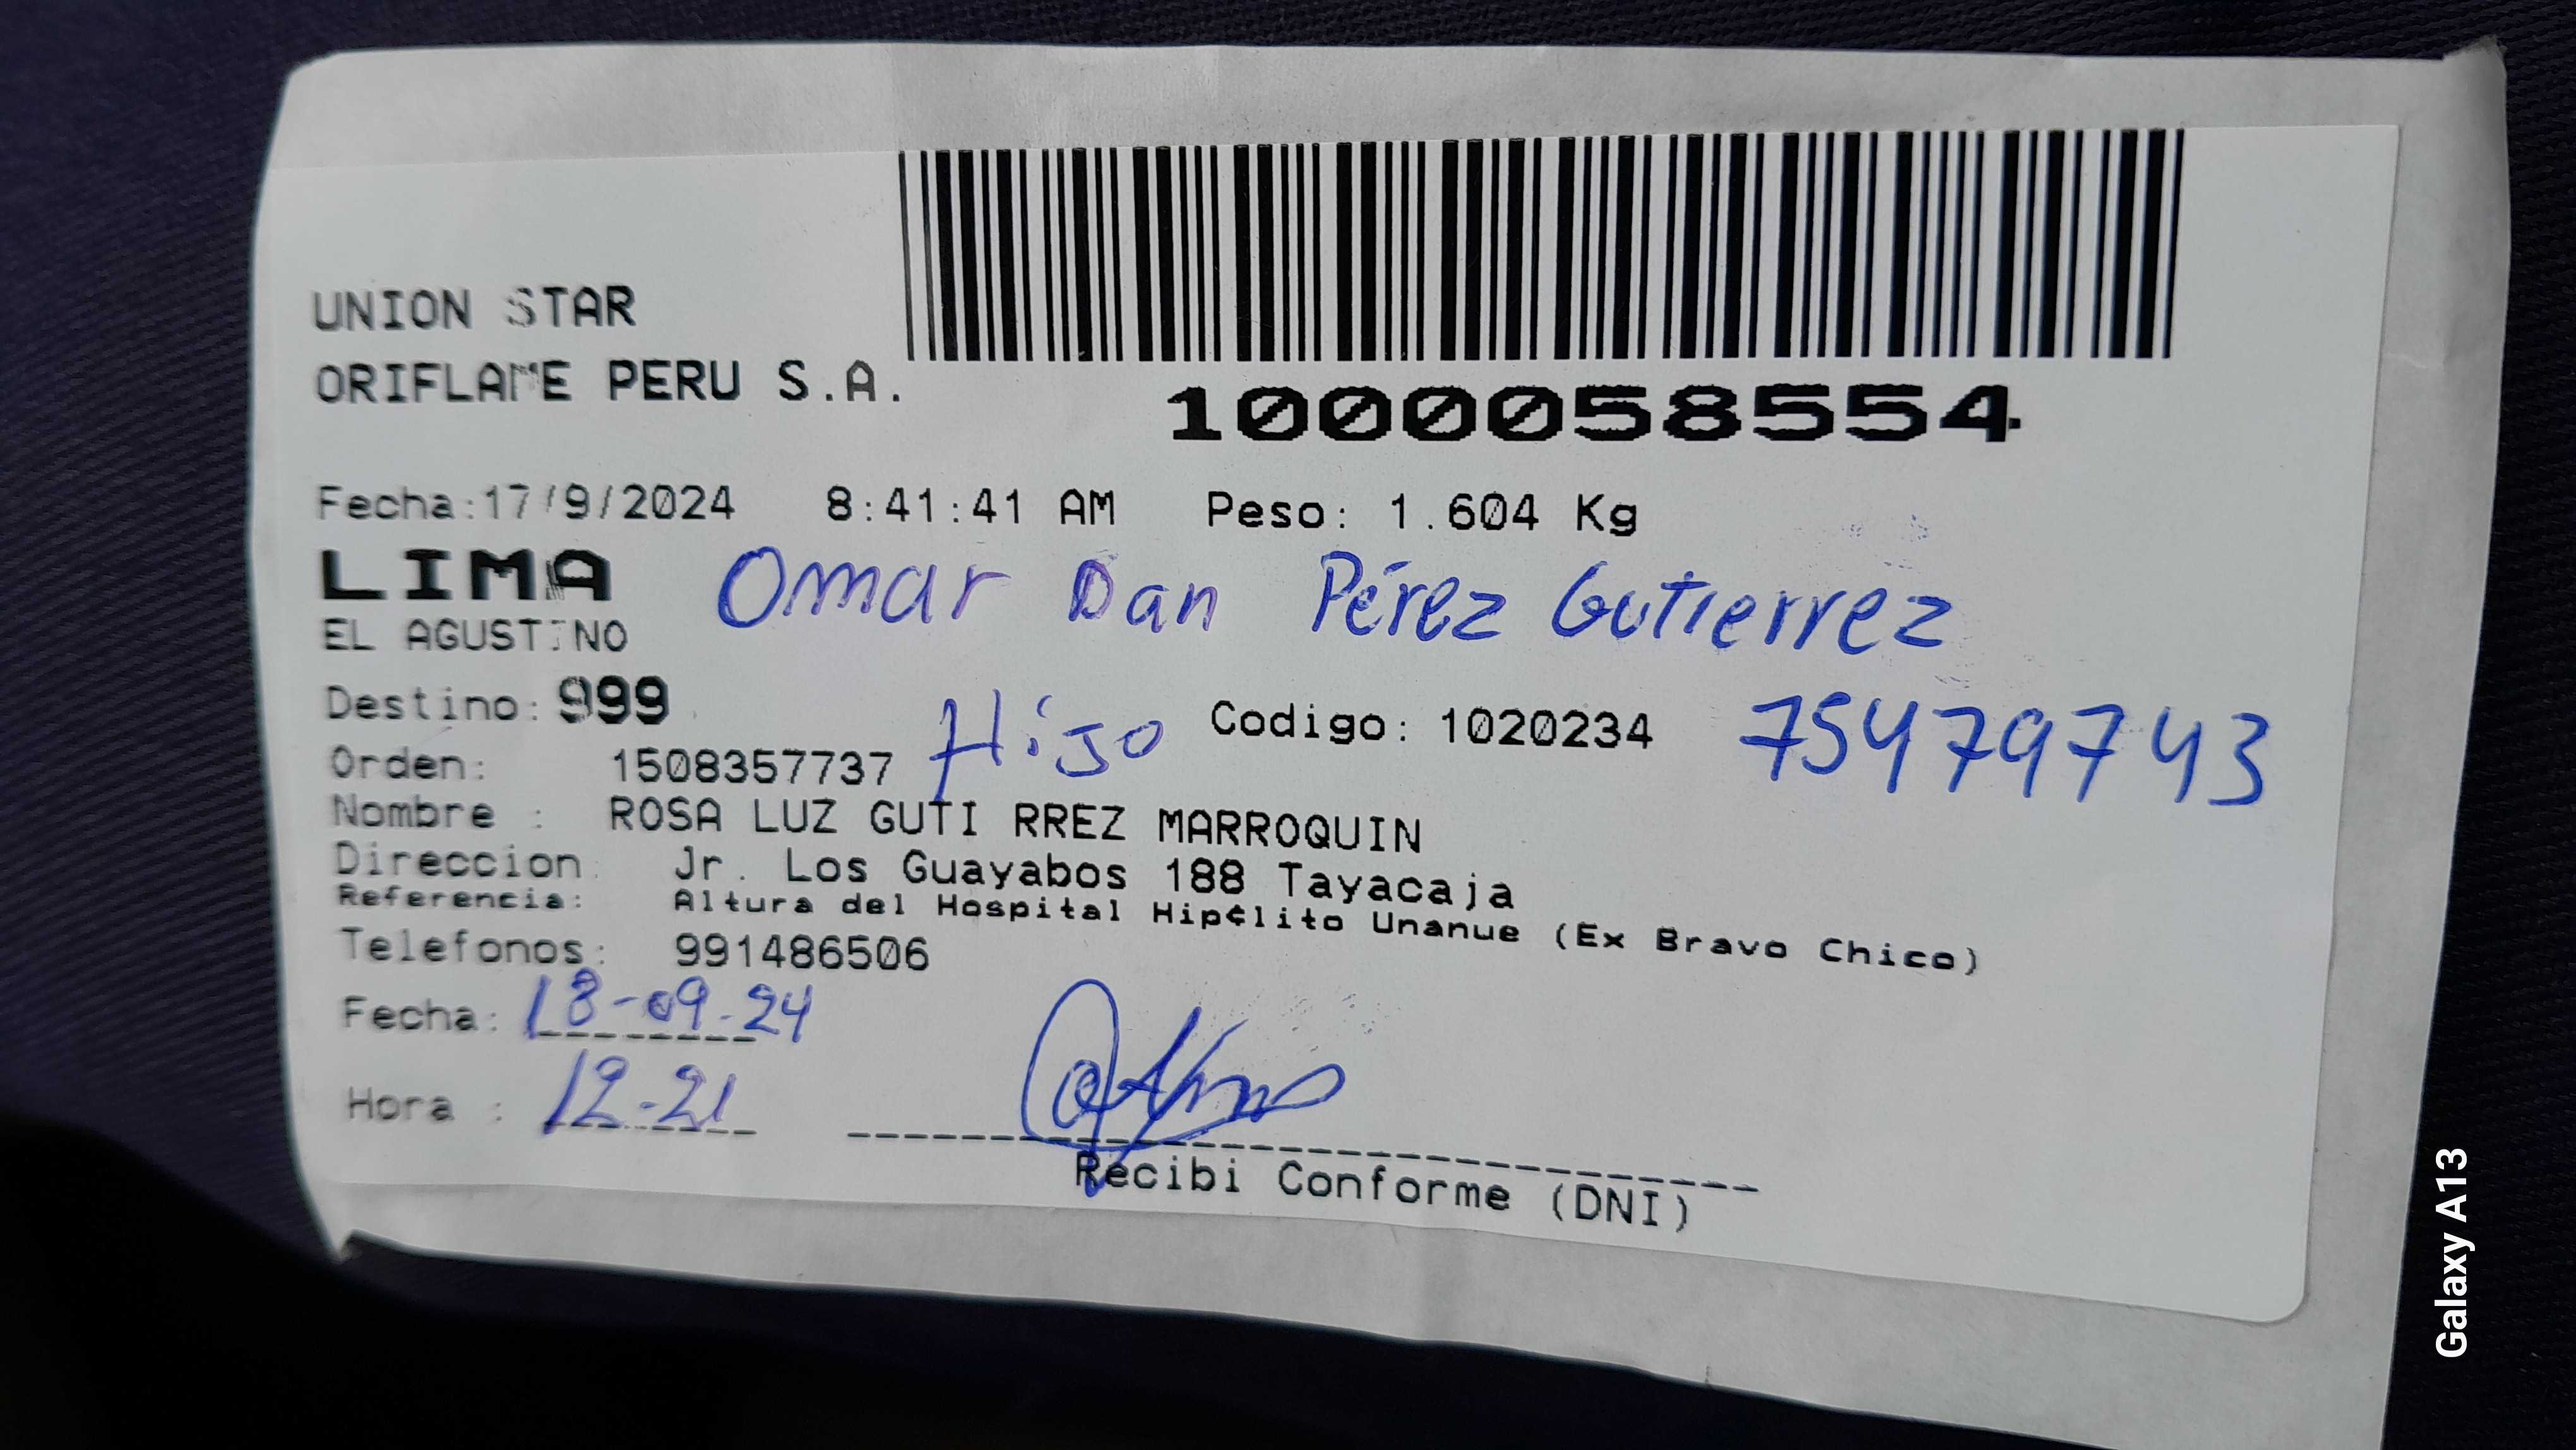 UNION STAR
ORIFLAME PERU S.A.
1000058554
Fecha:17/9/2024 8:41:41 AM Peso: 1.604 Kg
LIMA Omar Dan Pérez Gutierrez
EL AGUSTINO
Destino: 999 Hijo Codigo: 1020234 75479743
Orden: 1508357737
Nombre : ROSA LUZ GUTI RREZ MARROQUIN
Direccion: Jr. Los Guayabos 188 Tayacaja
Referencia: Altura del Hospital Hip¢lito Unanue (Ex Bravo Chico)
Telefonos: 991486506
Fecha: 18-09-24
Hora : 12-21
Recibi Conforme (DNI)
Galaxy A13